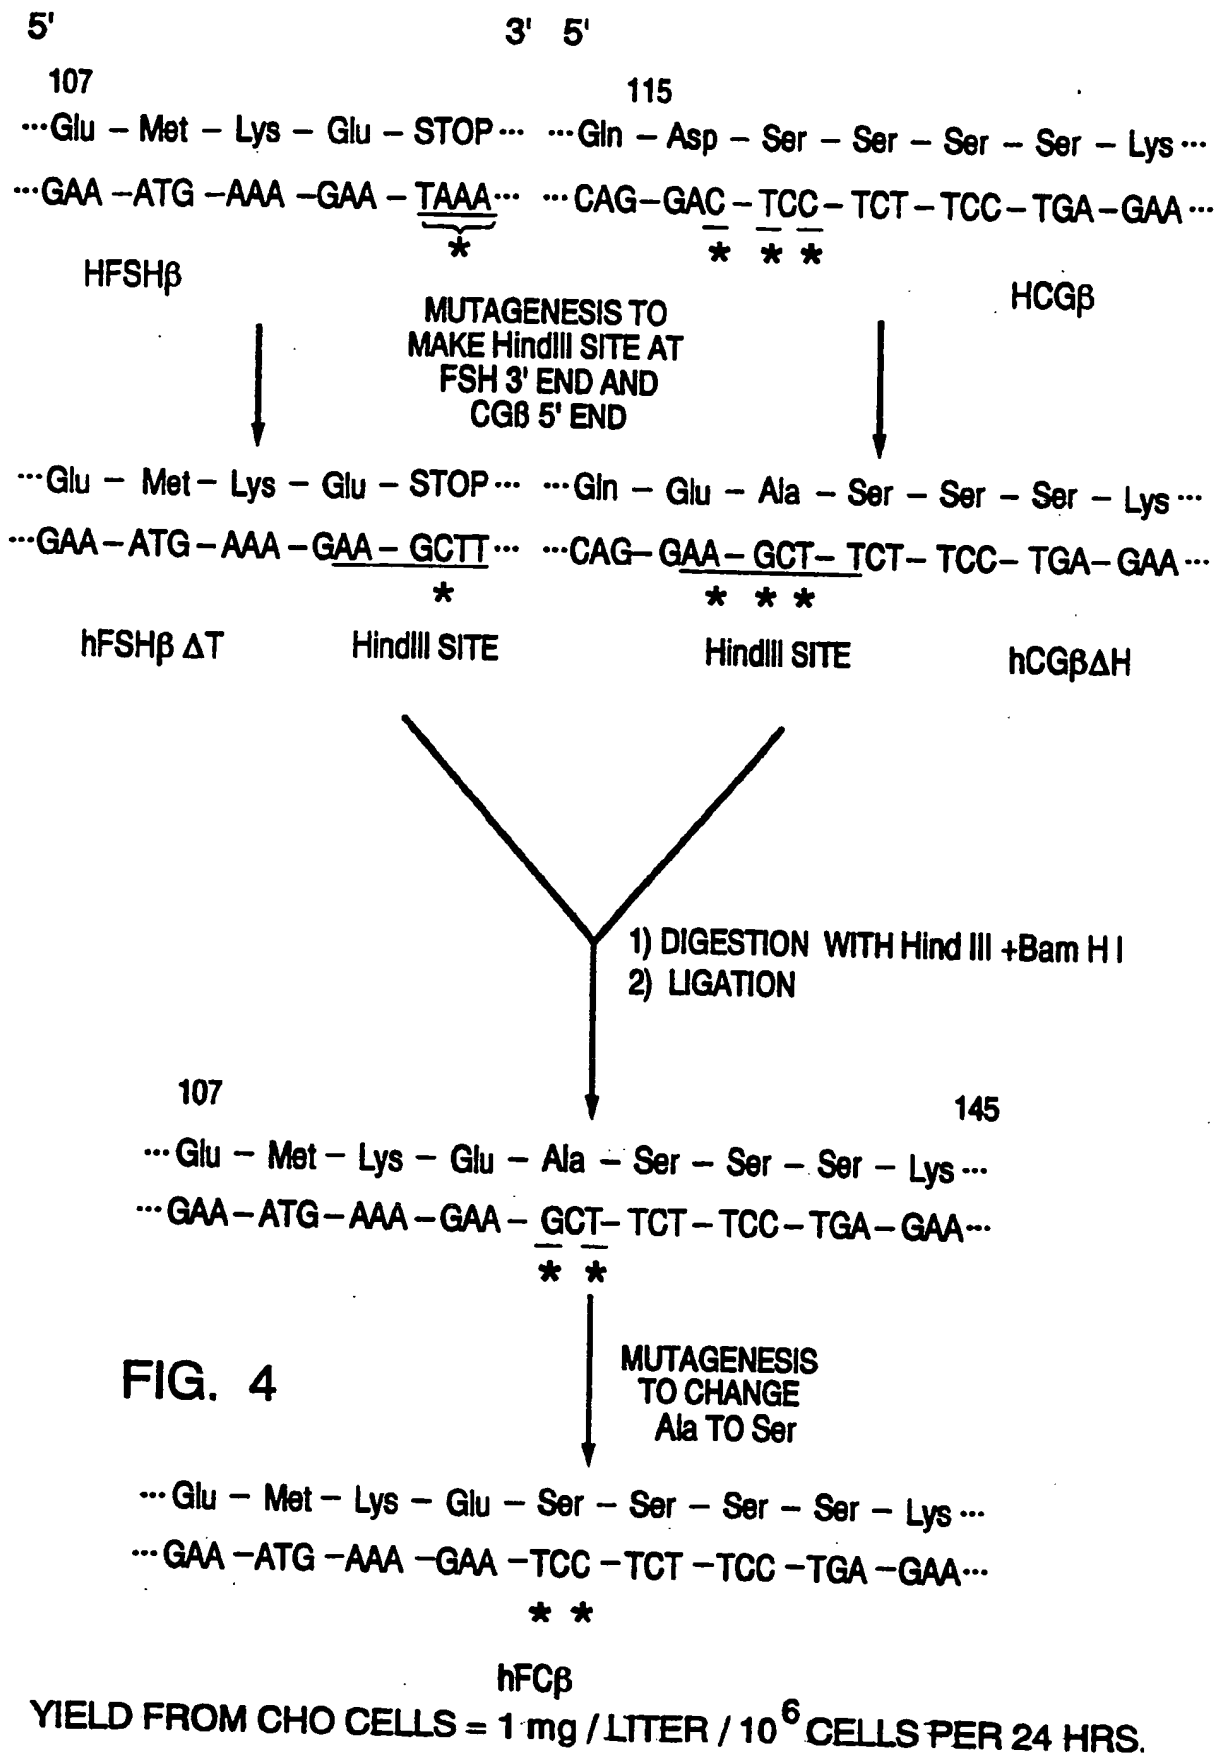 5' 3' 5'
107 115
···Glu – Met – Lys – Glu – STOP··· ···Gln – Asp – Ser – Ser – Ser – Ser – Lys···
···GAA –ATG –AAA –GAA – TAAA··· ···CAG–GAC – TCC – TCT – TCC – TGA – GAA···
* * * *
HFSHβ HCGβ
MUTAGENESIS TO
MAKE HindIII SITE AT
FSH 3' END AND
CGβ 5' END
···Glu – Met – Lys – Glu – STOP··· ···Gln – Glu – Ala – Ser – Ser – Ser – Lys···
···GAA – ATG – AAA – GAA – GCTT··· ···CAG– GAA – GCT– TCT– TCC– TGA– GAA···
* * * *
hFSHβ ΔT HindIII SITE HindIII SITE hCGβΔH
1) DIGESTION WITH Hind III +Bam H I
2) LIGATION
107 145
···Glu – Met – Lys – Glu – Ala – Ser – Ser – Ser – Lys···
···GAA – ATG – AAA – GAA – GCT– TCT – TCC – TGA – GAA···
* *
FIG. 4
MUTAGENESIS
TO CHANGE
Ala TO Ser
···Glu – Met – Lys – Glu – Ser – Ser – Ser – Ser – Lys···
···GAA –ATG –AAA –GAA –TCC – TCT –TCC –TGA –GAA···
* *
hFCβ
YIELD FROM CHO CELLS = 1 mg / LITER / 10⁶ CELLS PER 24 HRS.